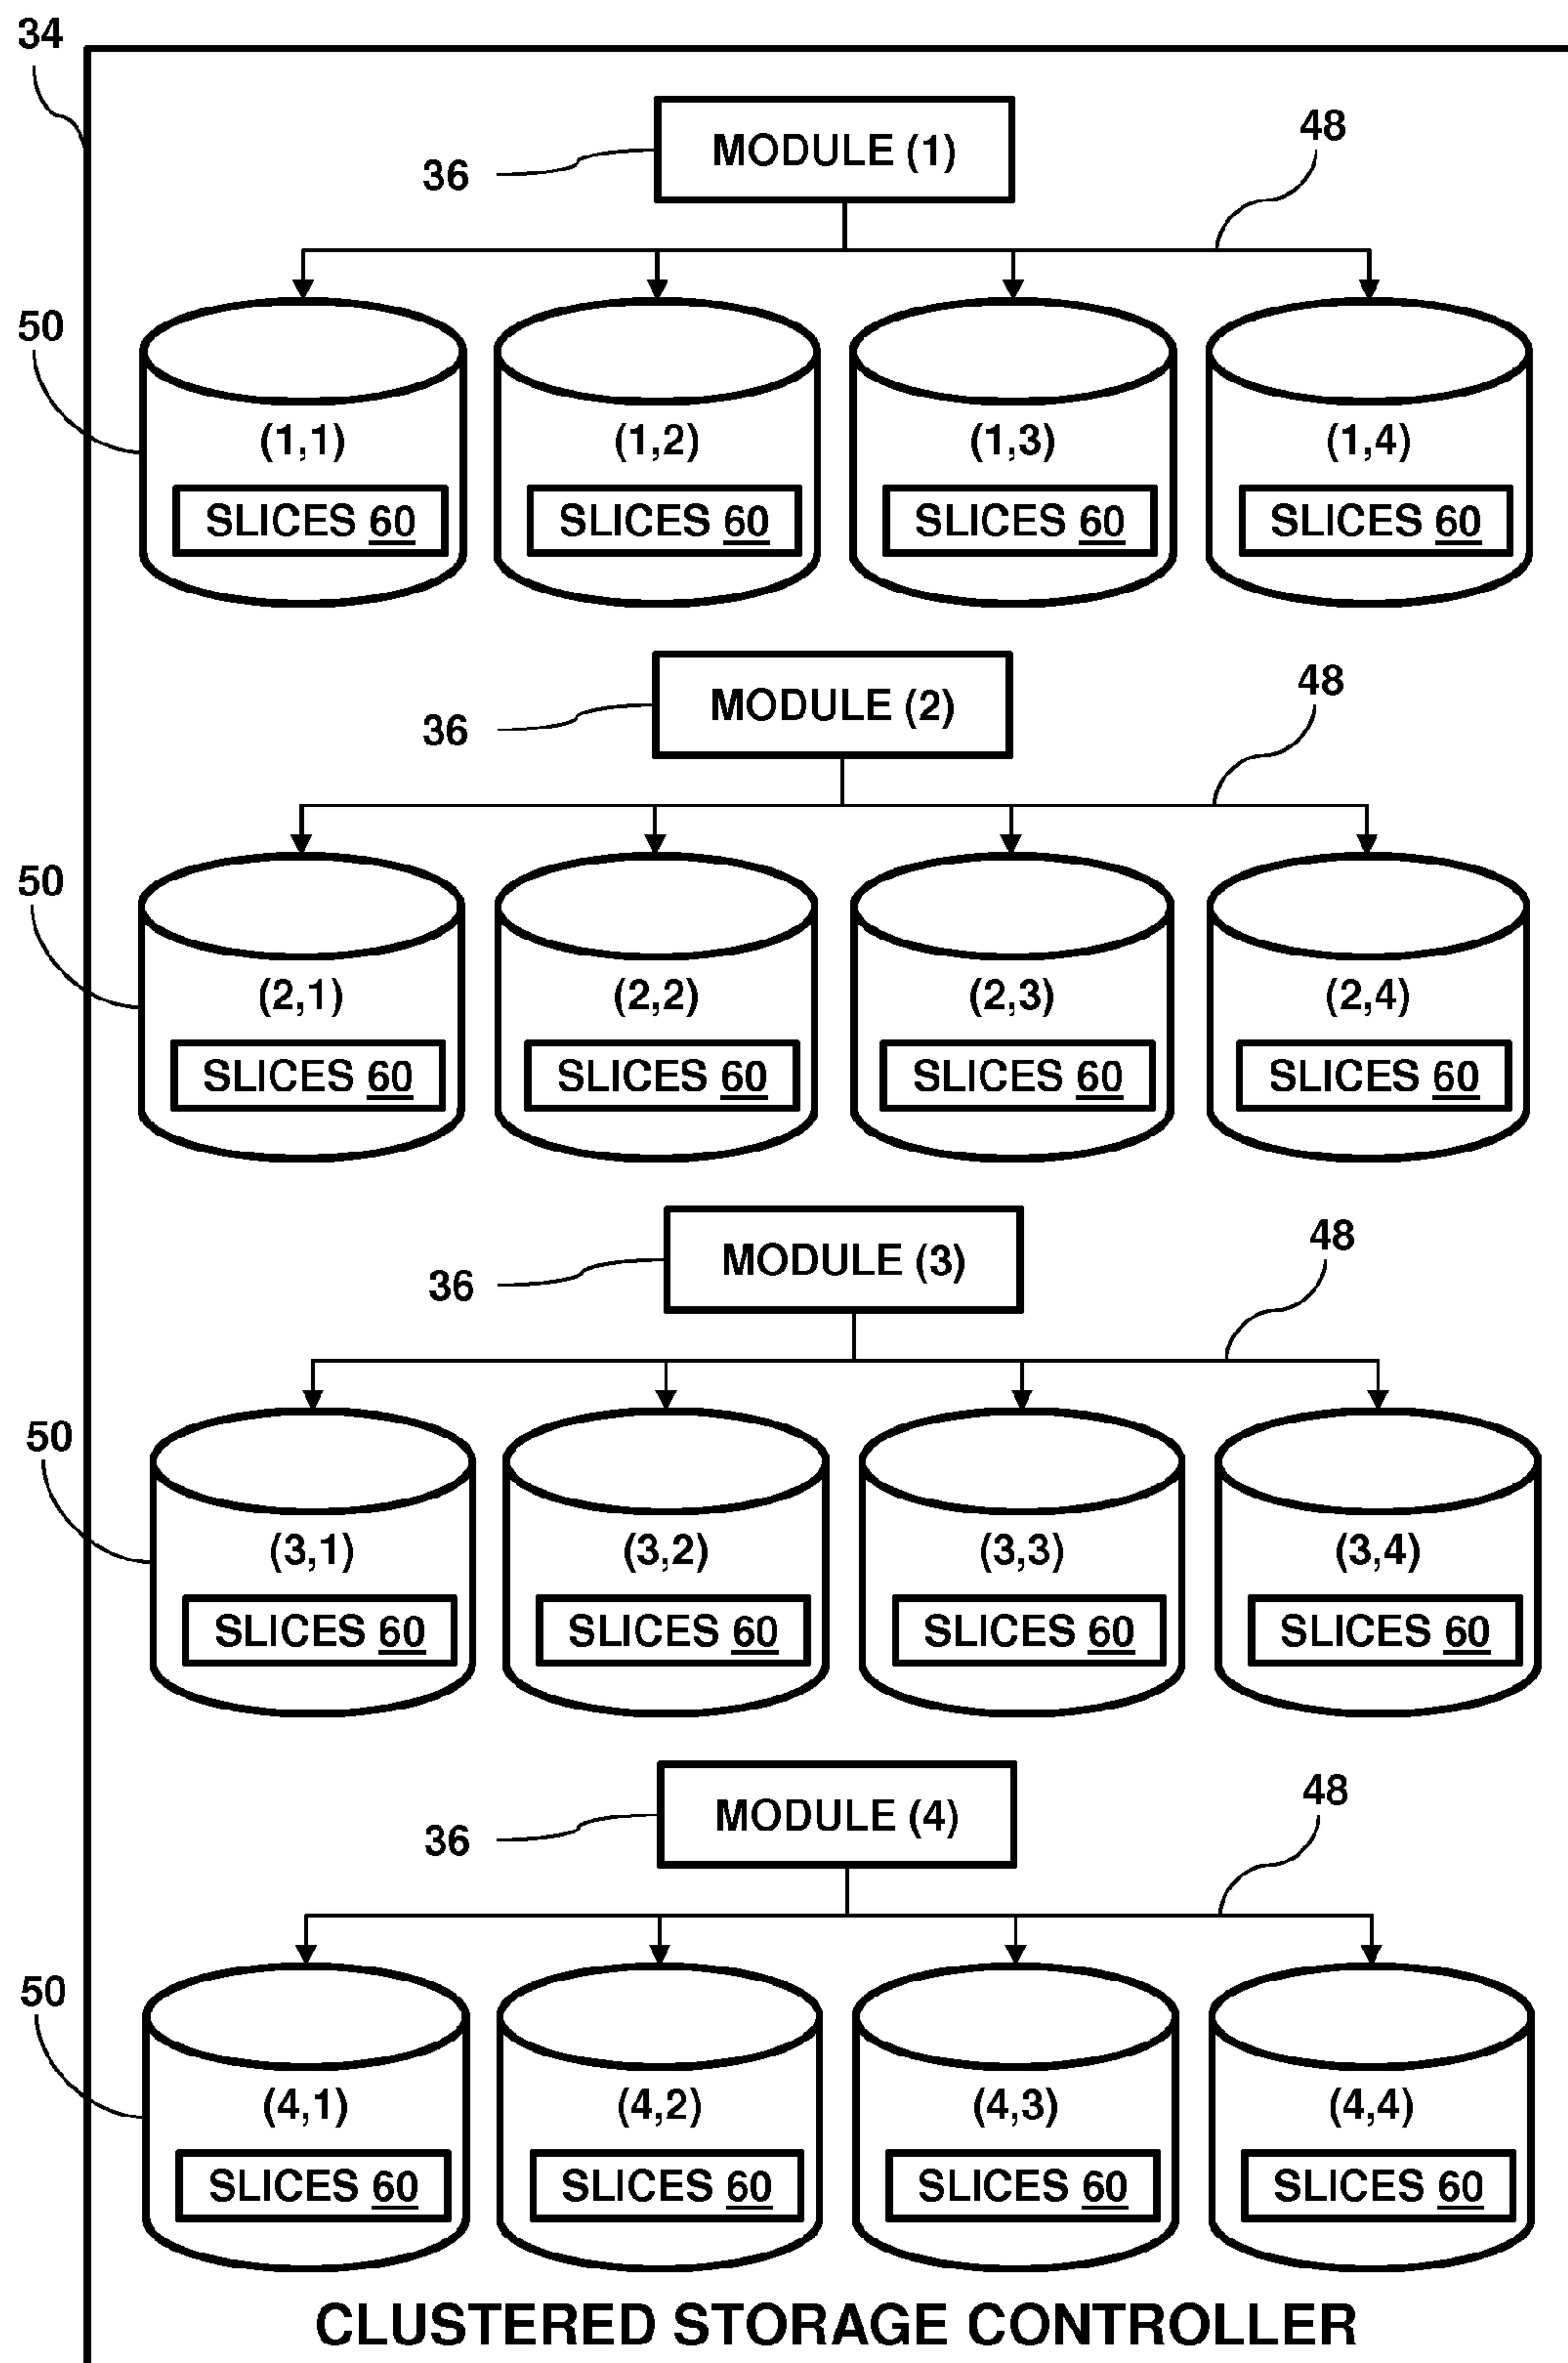 34
MODULE (1)
48
36
50
(1,1) (1,2) (1,3) (1,4)
SLICES 60 SLICES 60 SLICES 60 SLICES 60
MODULE (2)
48
36
50
(2,1) (2,2) (2,3) (2,4)
SLICES 60 SLICES 60 SLICES 60 SLICES 60
MODULE (3)
48
36
50
(3,1) (3,2) (3,3) (3,4)
SLICES 60 SLICES 60 SLICES 60 SLICES 60
MODULE (4)
48
36
50
(4,1) (4,2) (4,3) (4,4)
SLICES 60 SLICES 60 SLICES 60 SLICES 60
CLUSTERED STORAGE CONTROLLER